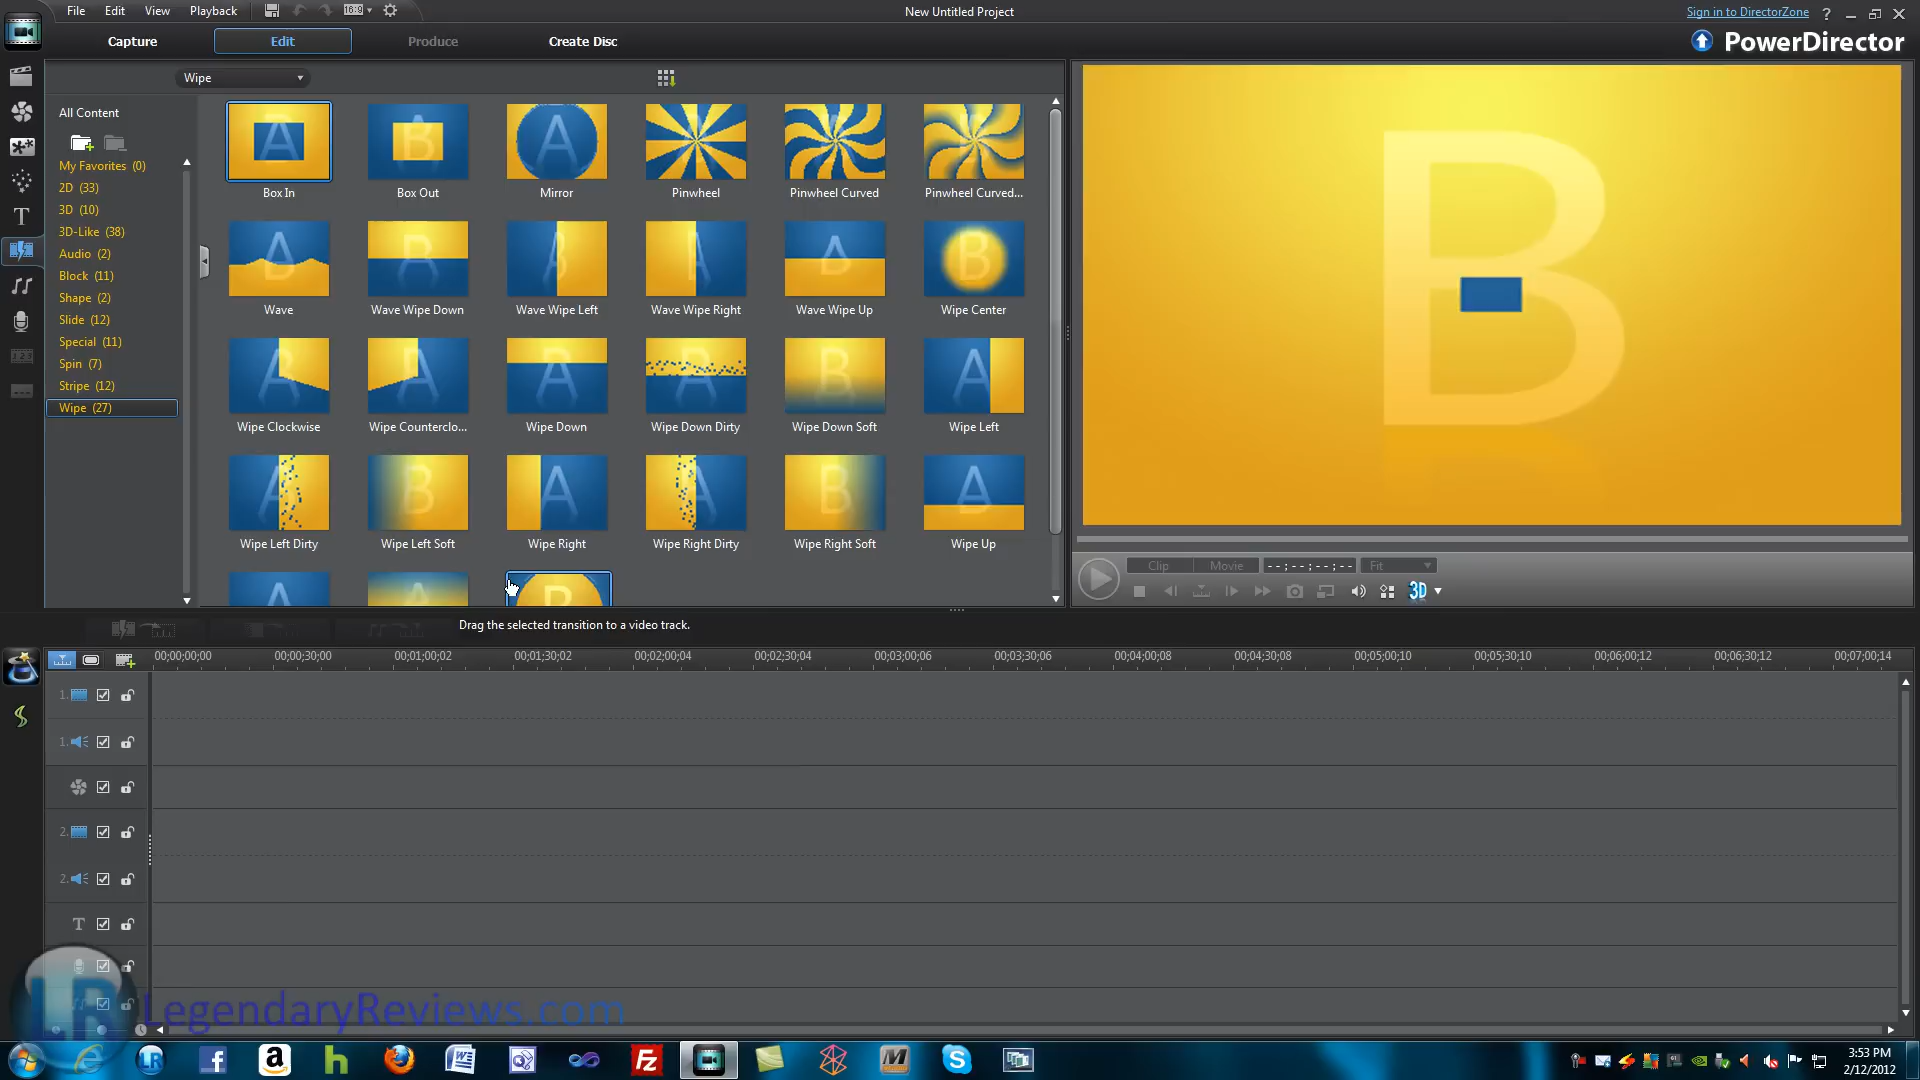 File Edit View Playback 16:9 New Untitled Project Sign in to DirectorZone ?
Capture Edit Produce Create Disc PowerDirector
Wipe
All Content
My Favorites (0)
2D (33)
3D (10)
3D-Like (38)
Audio (2)
Block (11)
Shape (2)
Slide (12)
Special (11)
Spin (7)
Stripe (12)
Wipe (27)
Box In Box Out Mirror Pinwheel Pinwheel Curved Pinwheel Curved...
Wave Wave Wipe Down Wave Wipe Left Wave Wipe Right Wave Wipe Up Wipe Center
Wipe Clockwise Wipe Counterclo... Wipe Down Wipe Down Dirty Wipe Down Soft Wipe Left
Wipe Left Dirty Wipe Left Soft Wipe Right Wipe Right Dirty Wipe Right Soft Wipe Up
B
Clip Movie --;--;--;-- Fit
3D
Drag the selected transition to a video track.
00;00;00;00 00;00;30;00 00;01;00;02 00;01;30;02 00;02;00;04 00;02;30;04 00;03;00;06 00;03;30;06 00;04;00;08 00;04;30;08 00;05;00;10 00;05;30;10 00;06;00;12 00;06;30;12 00;07;00;14
1.
1.
2.
2.
T
LR LegendaryReviews.com
3:53 PM
2/12/2012